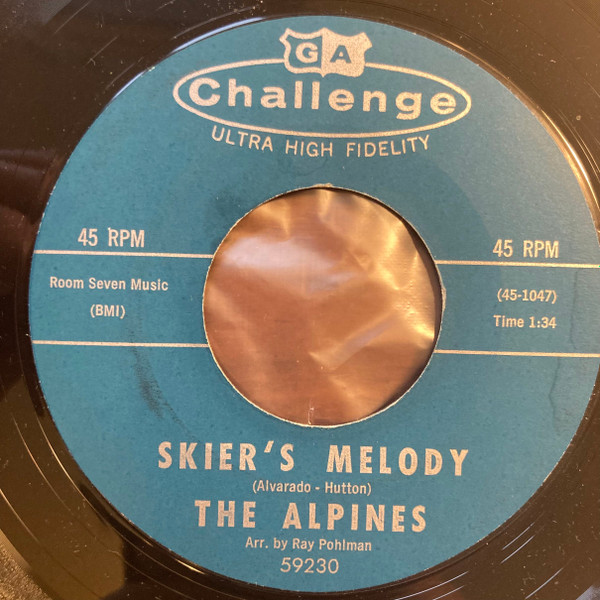 GA
Challenge
ULTRA HIGH FIDELITY
45 RPM
45 RPM
Room Seven Music
(BMI)
(45-1047)
Time 1:34
SKIER'S MELODY
(Alvarado - Hutton)
THE ALPINES
Arr. by Ray Pohlman
59230